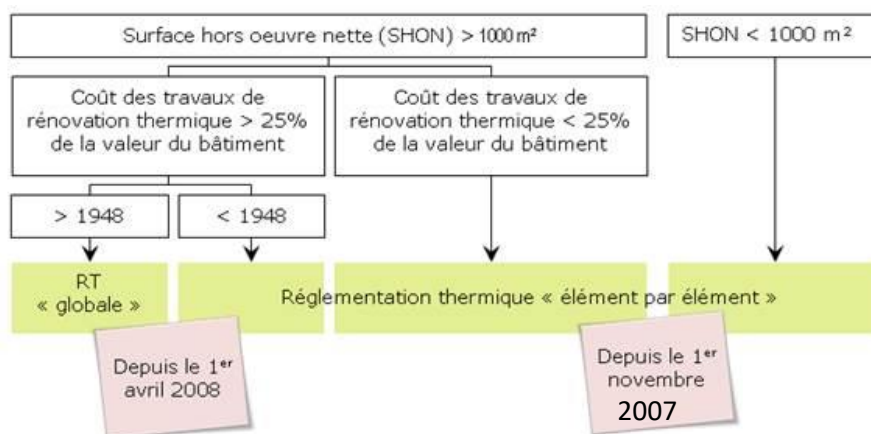 Surface hors oeuvre nette (SHON) > 1000 m²
SHON < 1000 m²
Coût des travaux de
rénovation thermique > 25%
de la valeur du bâtiment
Coût des travaux de
rénovation thermique < 25%
de la valeur du bâtiment
> 1948
< 1948
RT
« globale »
Réglementation thermique « élément par élément »
Depuis le 1er
avril 2008
Depuis le 1er
novembre
2007